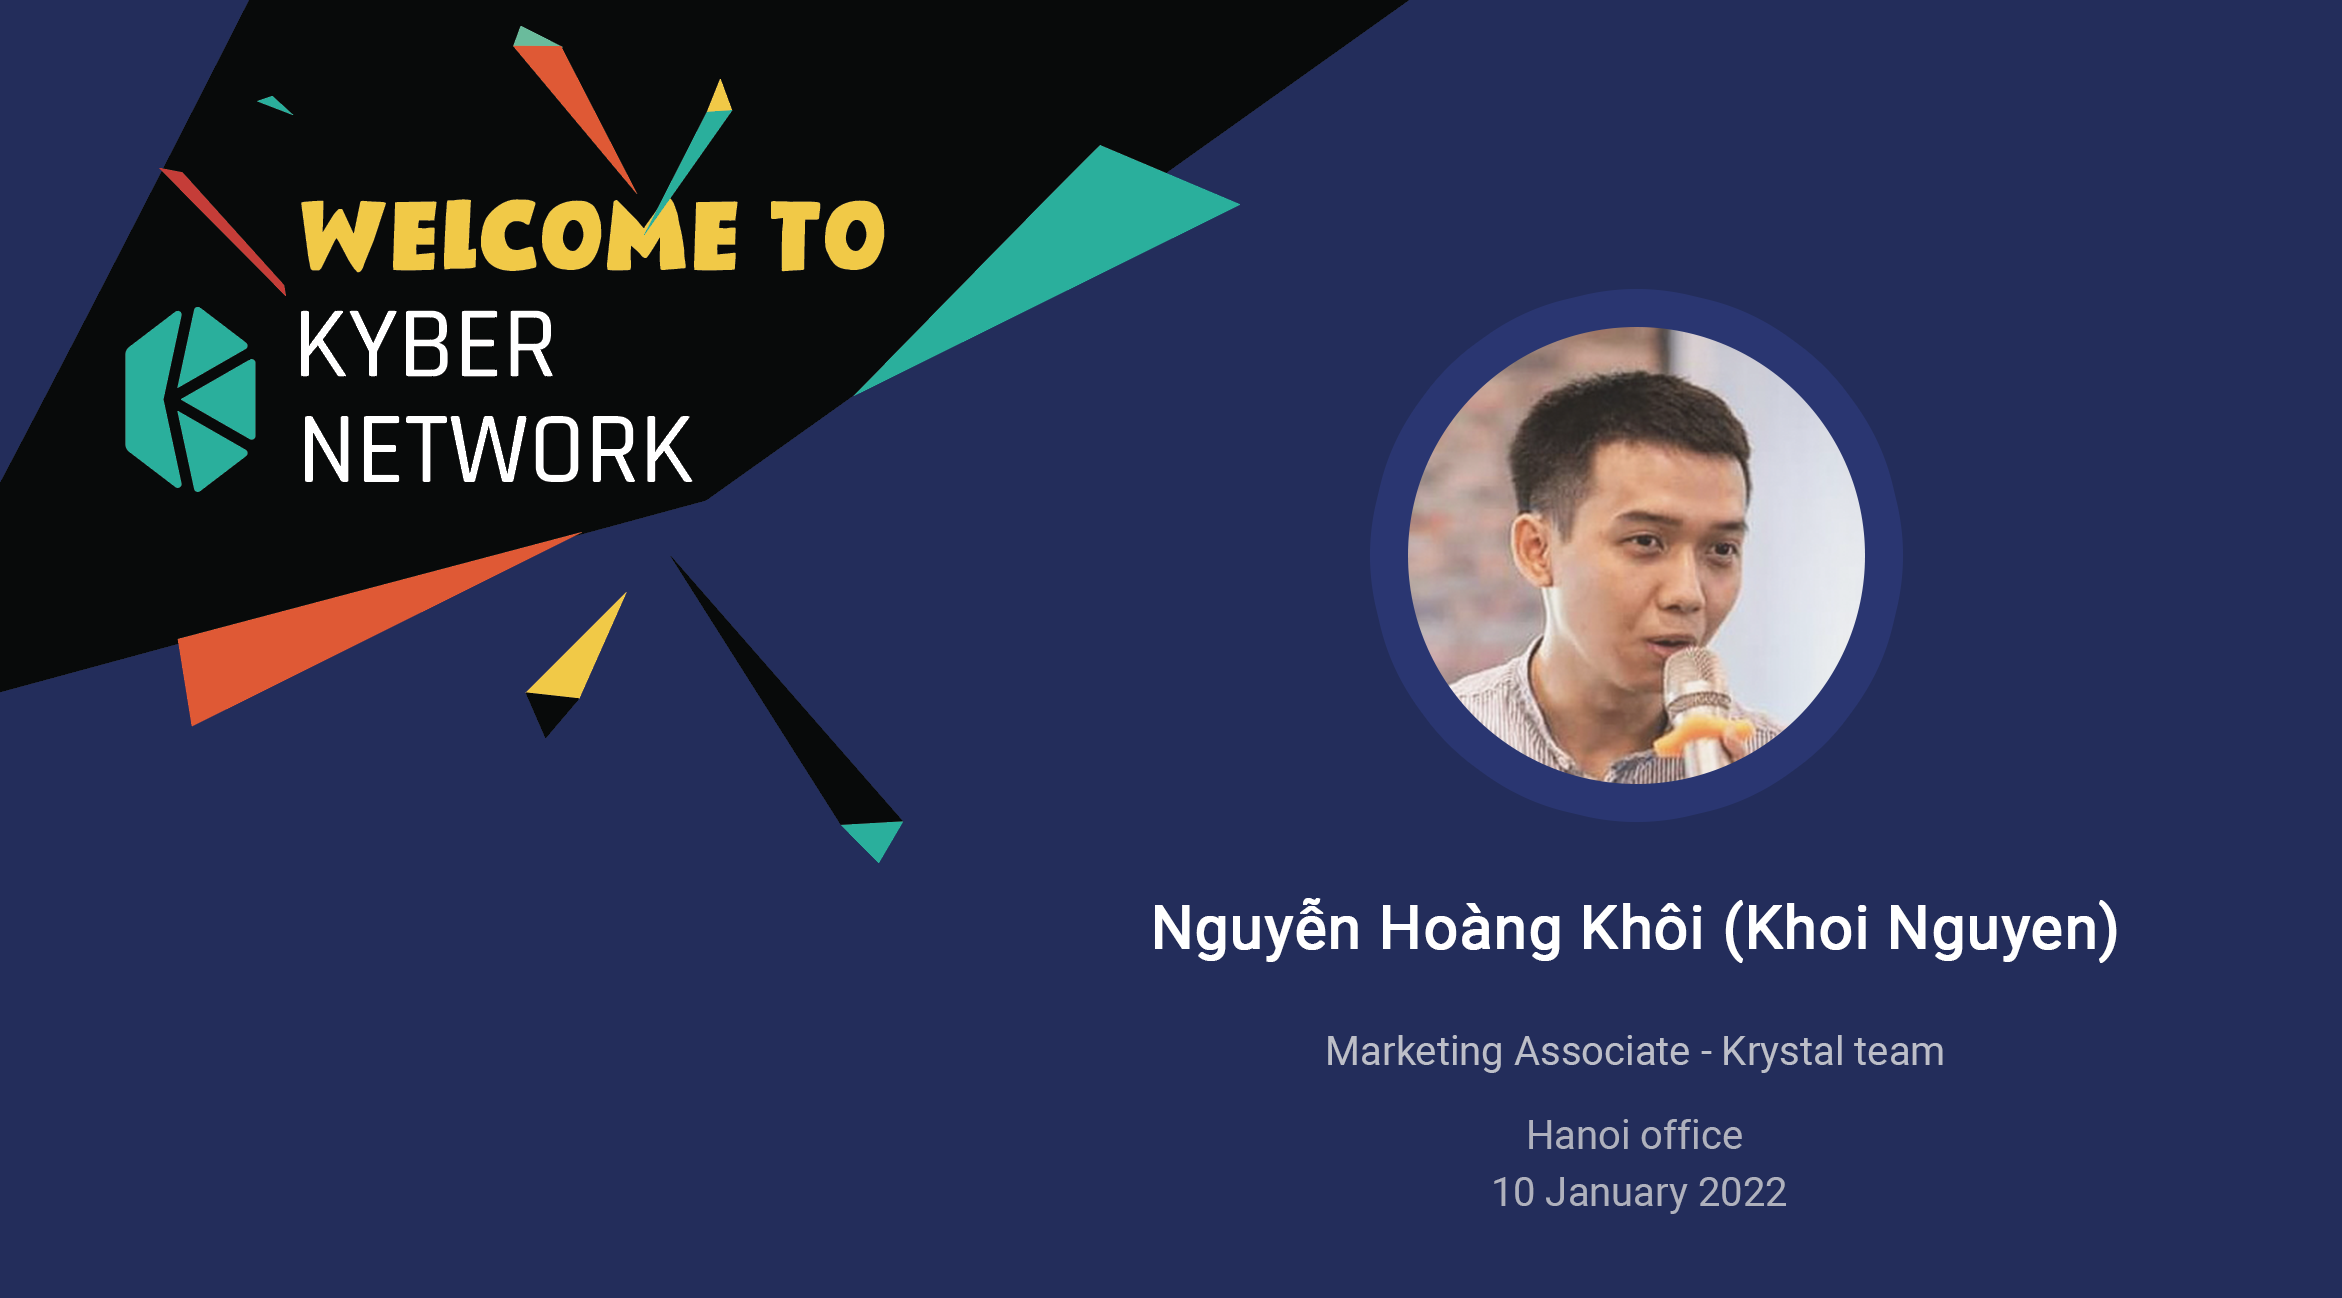 WELCOME TO
KYBER
NETWORK
Nguyễn Hoàng Khôi (Khoi Nguyen)
Marketing Associate - Krystal team
Hanoi office
10 January 2022